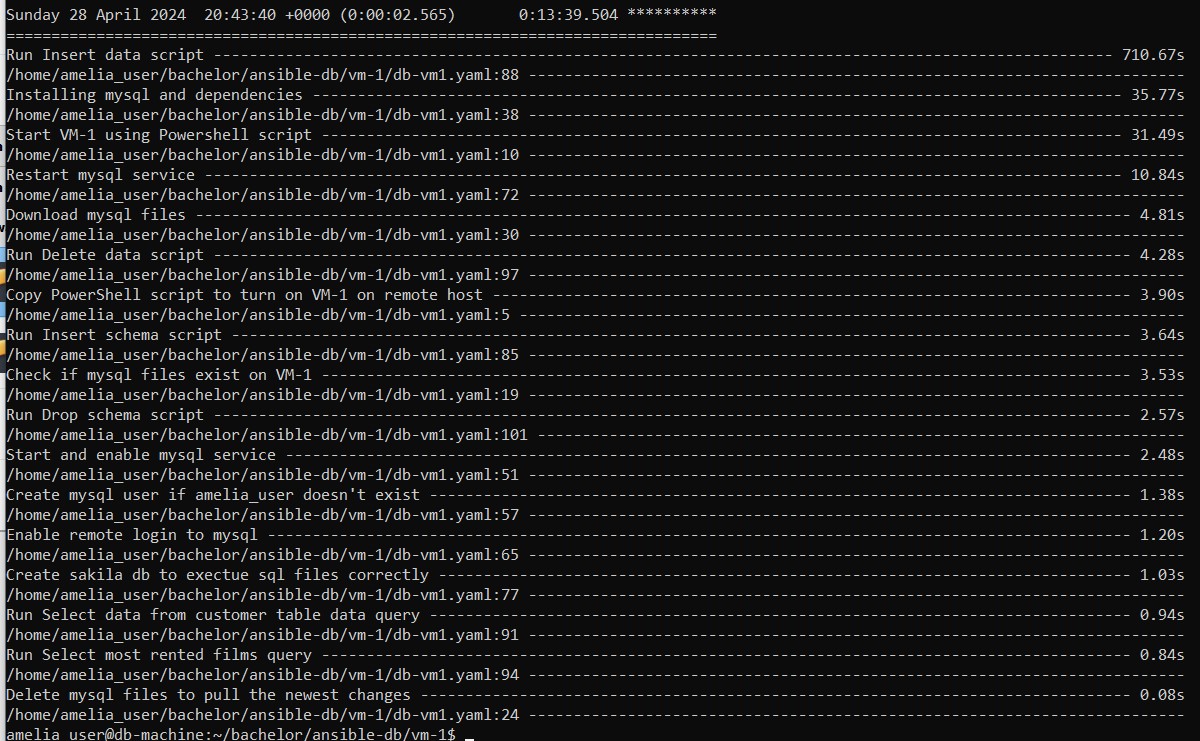 Sunday 28 April 2024  20:43:40 +0000 (0:00:02.565)       0:13:39.504 **********
===============================================================================
Run Insert data script ---------------------------------------------------------------------------------------------------- 710.67s
/home/amelia_user/bachelor/ansible-db/vm-1/db-vm1.yaml:88 -------------------------------------------------------------------------
Installing mysql and dependencies ------------------------------------------------------------------------------------------ 35.77s
/home/amelia_user/bachelor/ansible-db/vm-1/db-vm1.yaml:38 -------------------------------------------------------------------------
Start VM-1 using Powershell script ----------------------------------------------------------------------------------------- 31.49s
/home/amelia_user/bachelor/ansible-db/vm-1/db-vm1.yaml:10 -------------------------------------------------------------------------
Restart mysql service ------------------------------------------------------------------------------------------------------ 10.84s
/home/amelia_user/bachelor/ansible-db/vm-1/db-vm1.yaml:72 -------------------------------------------------------------------------
Download mysql files -------------------------------------------------------------------------------------------------------- 4.81s
/home/amelia_user/bachelor/ansible-db/vm-1/db-vm1.yaml:30 -------------------------------------------------------------------------
Run Delete data script ------------------------------------------------------------------------------------------------------ 4.28s
/home/amelia_user/bachelor/ansible-db/vm-1/db-vm1.yaml:97 -------------------------------------------------------------------------
Copy PowerShell script to turn on VM-1 on remote host ----------------------------------------------------------------------- 3.90s
/home/amelia_user/bachelor/ansible-db/vm-1/db-vm1.yaml:5 --------------------------------------------------------------------------
Run Insert schema script ---------------------------------------------------------------------------------------------------- 3.64s
/home/amelia_user/bachelor/ansible-db/vm-1/db-vm1.yaml:85 -------------------------------------------------------------------------
Check if mysql files exist on VM-1 ------------------------------------------------------------------------------------------ 3.53s
/home/amelia_user/bachelor/ansible-db/vm-1/db-vm1.yaml:19 -------------------------------------------------------------------------
Run Drop schema script ------------------------------------------------------------------------------------------------------ 2.57s
/home/amelia_user/bachelor/ansible-db/vm-1/db-vm1.yaml:101 ------------------------------------------------------------------------
Start and enable mysql service ---------------------------------------------------------------------------------------------- 2.48s
/home/amelia_user/bachelor/ansible-db/vm-1/db-vm1.yaml:51 -------------------------------------------------------------------------
Create mysql user if amelia_user doesn't exist ------------------------------------------------------------------------------ 1.38s
/home/amelia_user/bachelor/ansible-db/vm-1/db-vm1.yaml:57 -------------------------------------------------------------------------
Enable remote login to mysql ------------------------------------------------------------------------------------------------ 1.20s
/home/amelia_user/bachelor/ansible-db/vm-1/db-vm1.yaml:65 -------------------------------------------------------------------------
Create sakila db to exectue sql files correctly ----------------------------------------------------------------------------- 1.03s
/home/amelia_user/bachelor/ansible-db/vm-1/db-vm1.yaml:77 -------------------------------------------------------------------------
Run Select data from customer table data query ------------------------------------------------------------------------------ 0.94s
/home/amelia_user/bachelor/ansible-db/vm-1/db-vm1.yaml:91 -------------------------------------------------------------------------
Run Select most rented films query ------------------------------------------------------------------------------------------ 0.84s
/home/amelia_user/bachelor/ansible-db/vm-1/db-vm1.yaml:94 -------------------------------------------------------------------------
Delete mysql files to pull the newest changes ------------------------------------------------------------------------------- 0.08s
/home/amelia_user/bachelor/ansible-db/vm-1/db-vm1.yaml:24 -------------------------------------------------------------------------
amelia_user@db-machine:~/bachelor/ansible-db/vm-1$ _